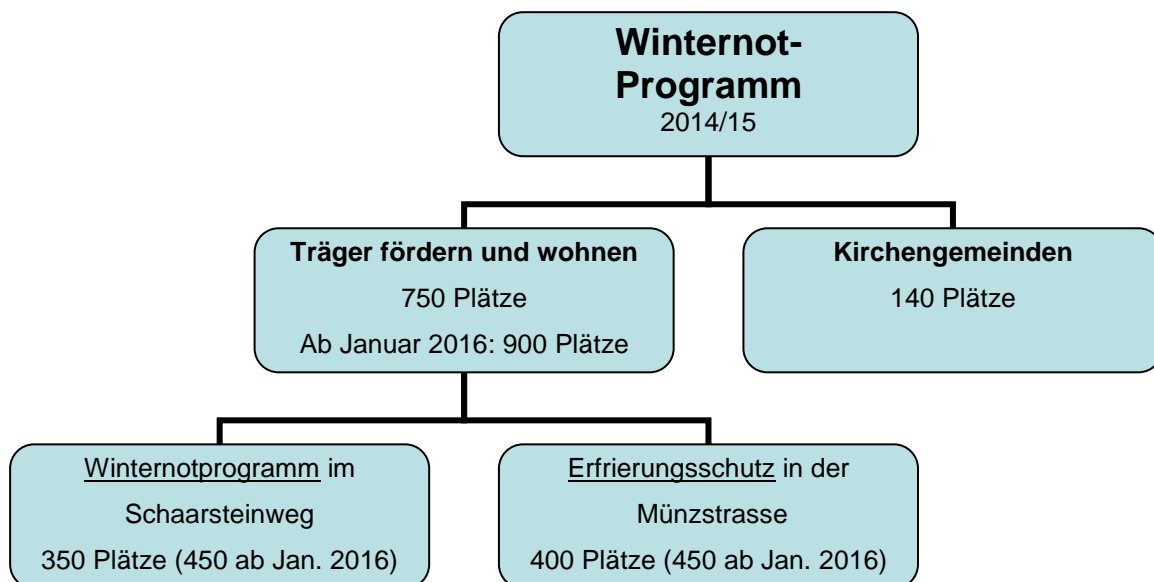 Winternot-
Programm
2014/15
Träger fördern und wohnen
750 Plätze
Ab Januar 2016: 900 Plätze
Kirchengemeinden
140 Plätze
Winternotprogramm im
Schaarsteinweg
350 Plätze (450 ab Jan. 2016)
Erfrierungsschutz in der
Münzstrasse
400 Plätze (450 ab Jan. 2016)